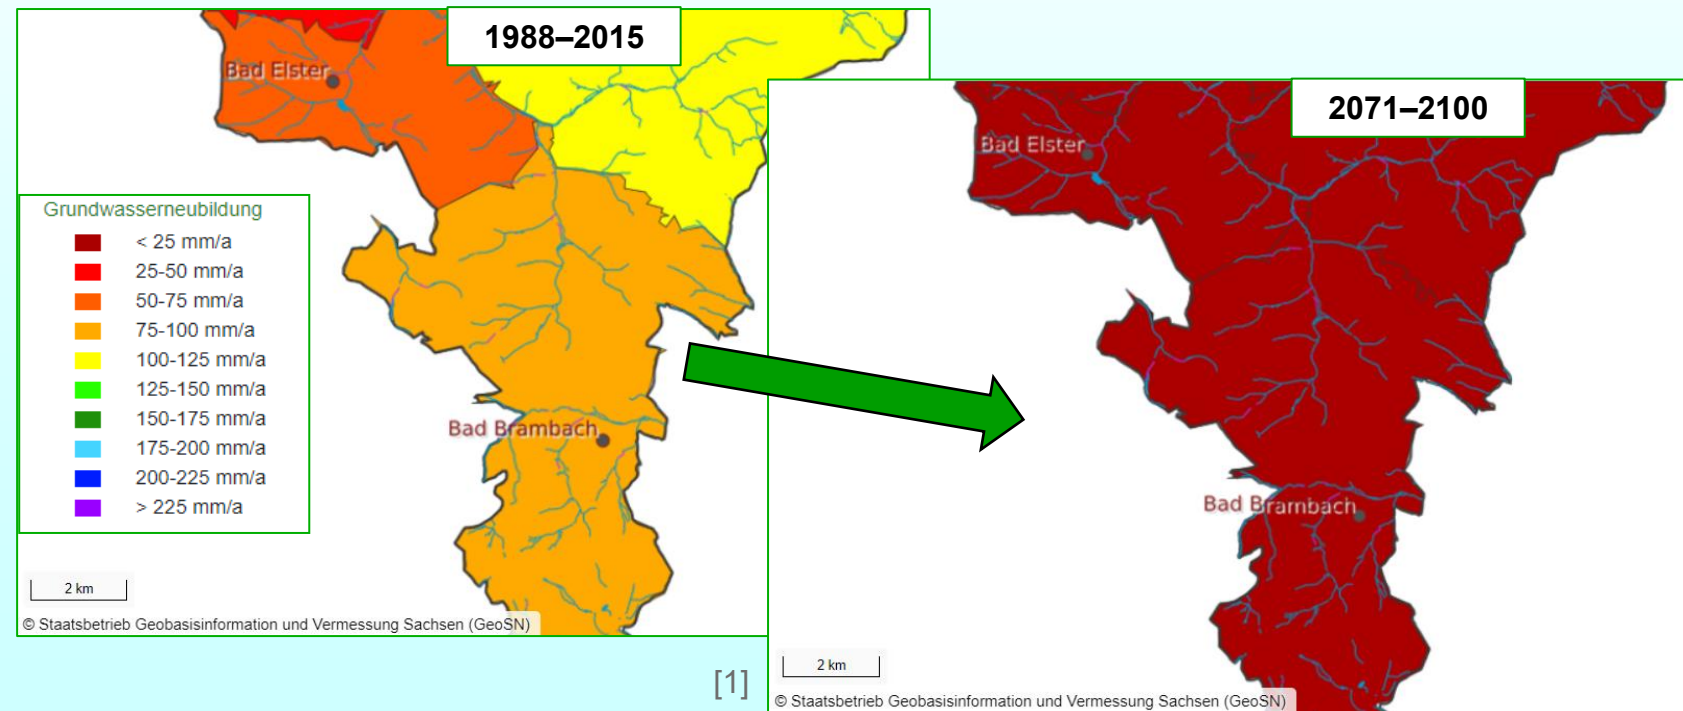 1988–2015
Bad Elster
Grundwasserneubildung
< 25 mm/a
25-50 mm/a
50-75 mm/a
75-100 mm/a
100-125 mm/a
125-150 mm/a
150-175 mm/a
175-200 mm/a
200-225 mm/a
> 225 mm/a
Bad Brambach
2 km
© Staatsbetrieb Geobasisinformation und Vermessung Sachsen (GeoSN)
[1]
2071–2100
Bad Elster
Bad Brambach
2 km
© Staatsbetrieb Geobasisinformation und Vermessung Sachsen (GeoSN)